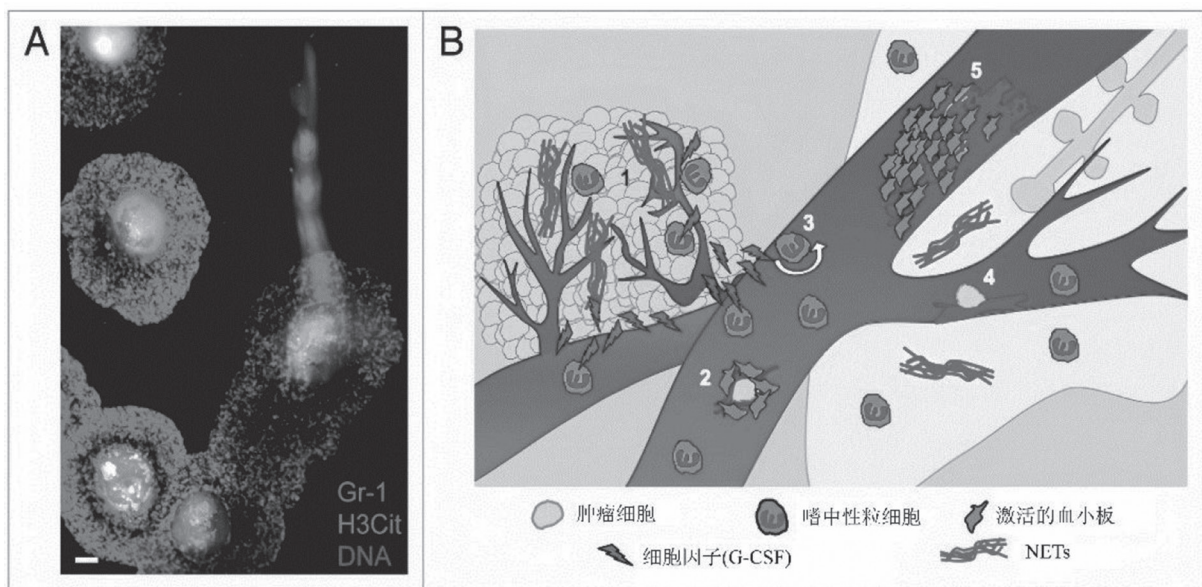 A
Gr-1
H3Cit
DNA
B
1
2
3
4
5
肿瘤细胞
嗜中性粒细胞
激活的血小板
细胞因子(G-CSF)
NETs